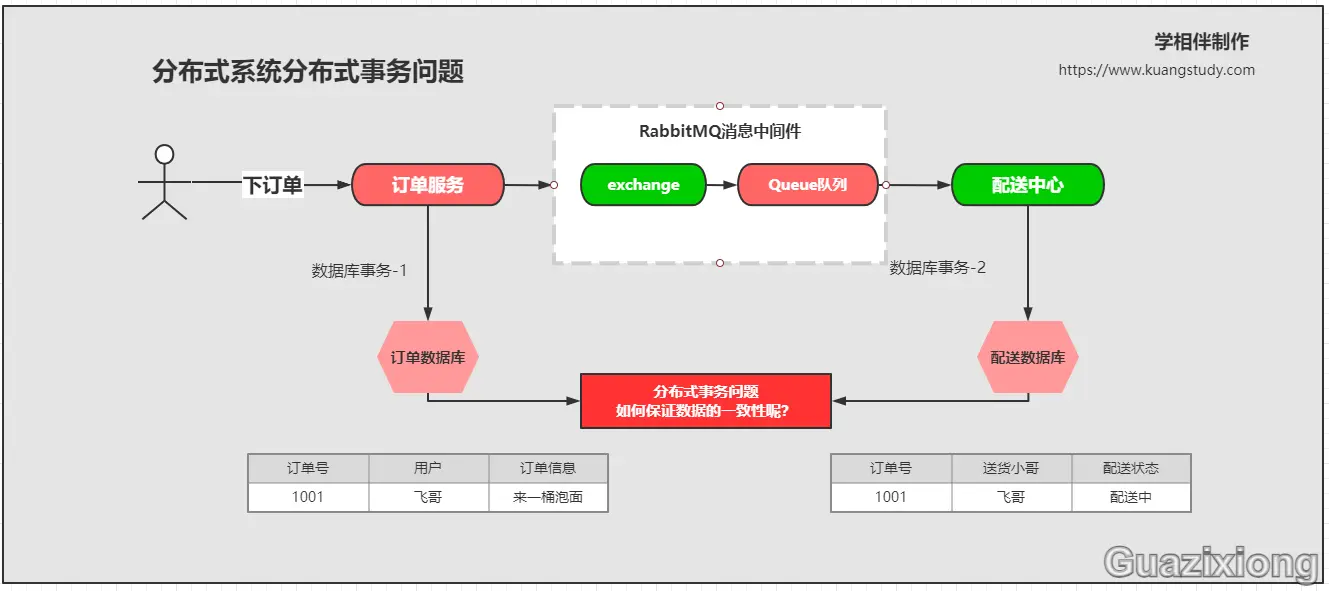 学相伴制作
分布式系统分布式事务问题
https://www.kuangstudy.com
RabbitMQ消息中间件
下订单
订单服务
exchange
Queue队列
配送中心
数据库事务-1
数据库事务-2
订单数据库
配送数据库
分布式事务问题
如何保证数据的一致性呢?
订单号 用户 订单信息
1001 飞哥 来一桶泡面
订单号 送货小哥 配送状态
1001 飞哥 配送中
Guazixiong